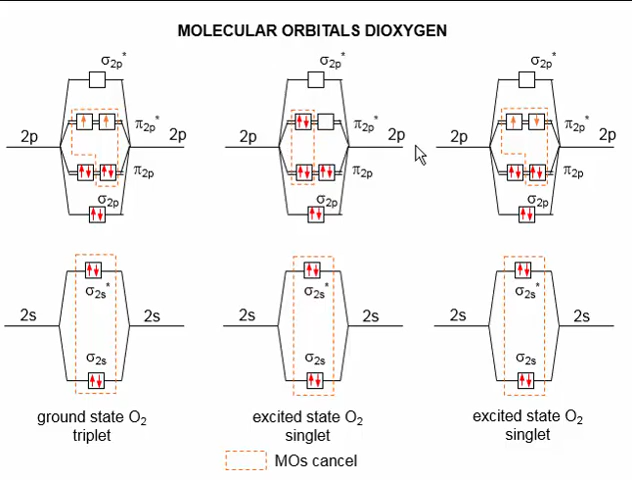 MOLECULAR ORBITALS DIOXYGEN
σ2p* σ2p* σ2p*
π2p* π2p* π2p*
2p 2p 2p 2p 2p 2p
π2p π2p π2p
σ2p σ2p σ2p
σ2s* σ2s* σ2s*
2s 2s 2s 2s 2s 2s
σ2s σ2s σ2s
ground state O2 excited state O2 excited state O2
triplet singlet singlet
MOs cancel